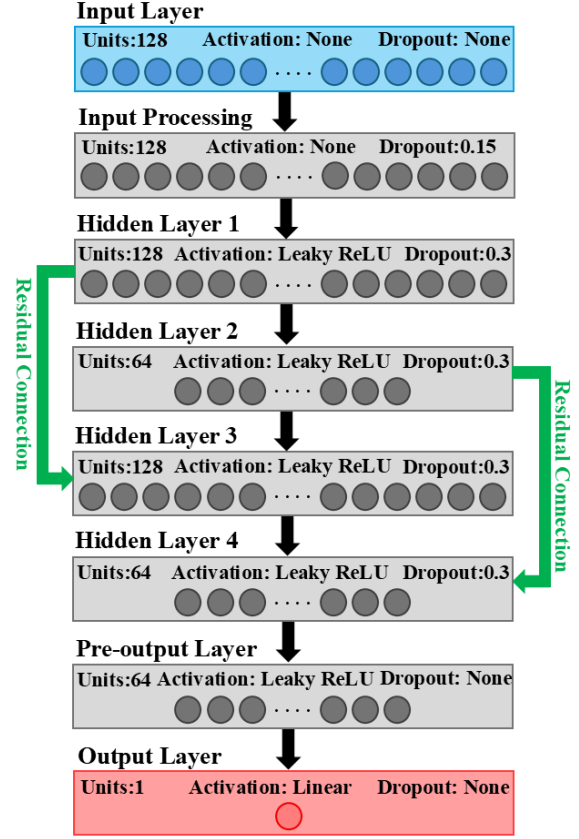 Input Layer
Units:128 Activation: None Dropout: None
Input Processing
Units:128 Activation: None Dropout:0.15
Hidden Layer 1
Units:128 Activation: Leaky ReLU Dropout:0.3
Residual Connection
Hidden Layer 2
Units:64 Activation: Leaky ReLU Dropout:0.3
Residual Connection
Hidden Layer 3
Units:128 Activation: Leaky ReLU Dropout:0.3
Hidden Layer 4
Units:64 Activation: Leaky ReLU Dropout:0.3
Pre-output Layer
Units:64 Activation: Leaky ReLU Dropout: None
Output Layer
Units:1 Activation: Linear Dropout: None